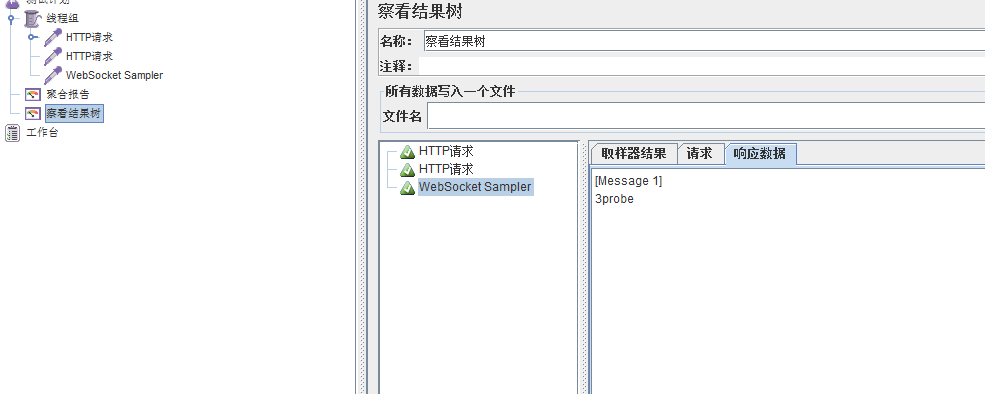 线程组
HTTP请求
HTTP请求
WebSocket Sampler
聚合报告
察看结果树
工作台
察看结果树
名称：
察看结果树
注释：
所有数据写入一个文件
文件名
HTTP请求
HTTP请求
WebSocket Sampler
取样器结果
请求
响应数据
[Message 1]
3probe